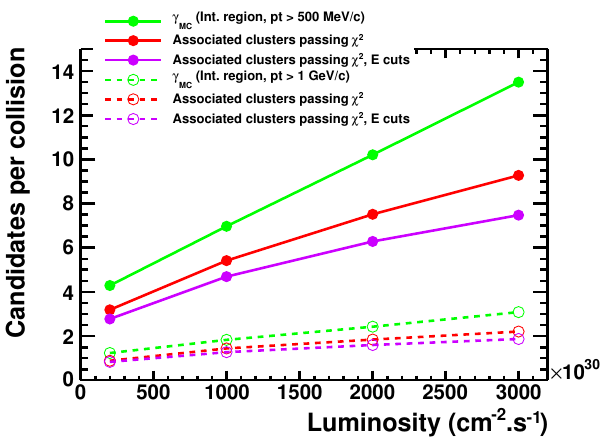 γMC (Int. region, pt > 500 MeV/c)
Associated clusters passing χ²
Associated clusters passing χ², E cuts
γMC (Int. region, pt > 1 GeV/c)
Associated clusters passing χ²
Associated clusters passing χ², E cuts
Candidates per collision
14
12
10
8
6
4
2
0
0 500 1000 1500 2000 2500 3000
×10³⁰
Luminosity (cm⁻².s⁻¹)